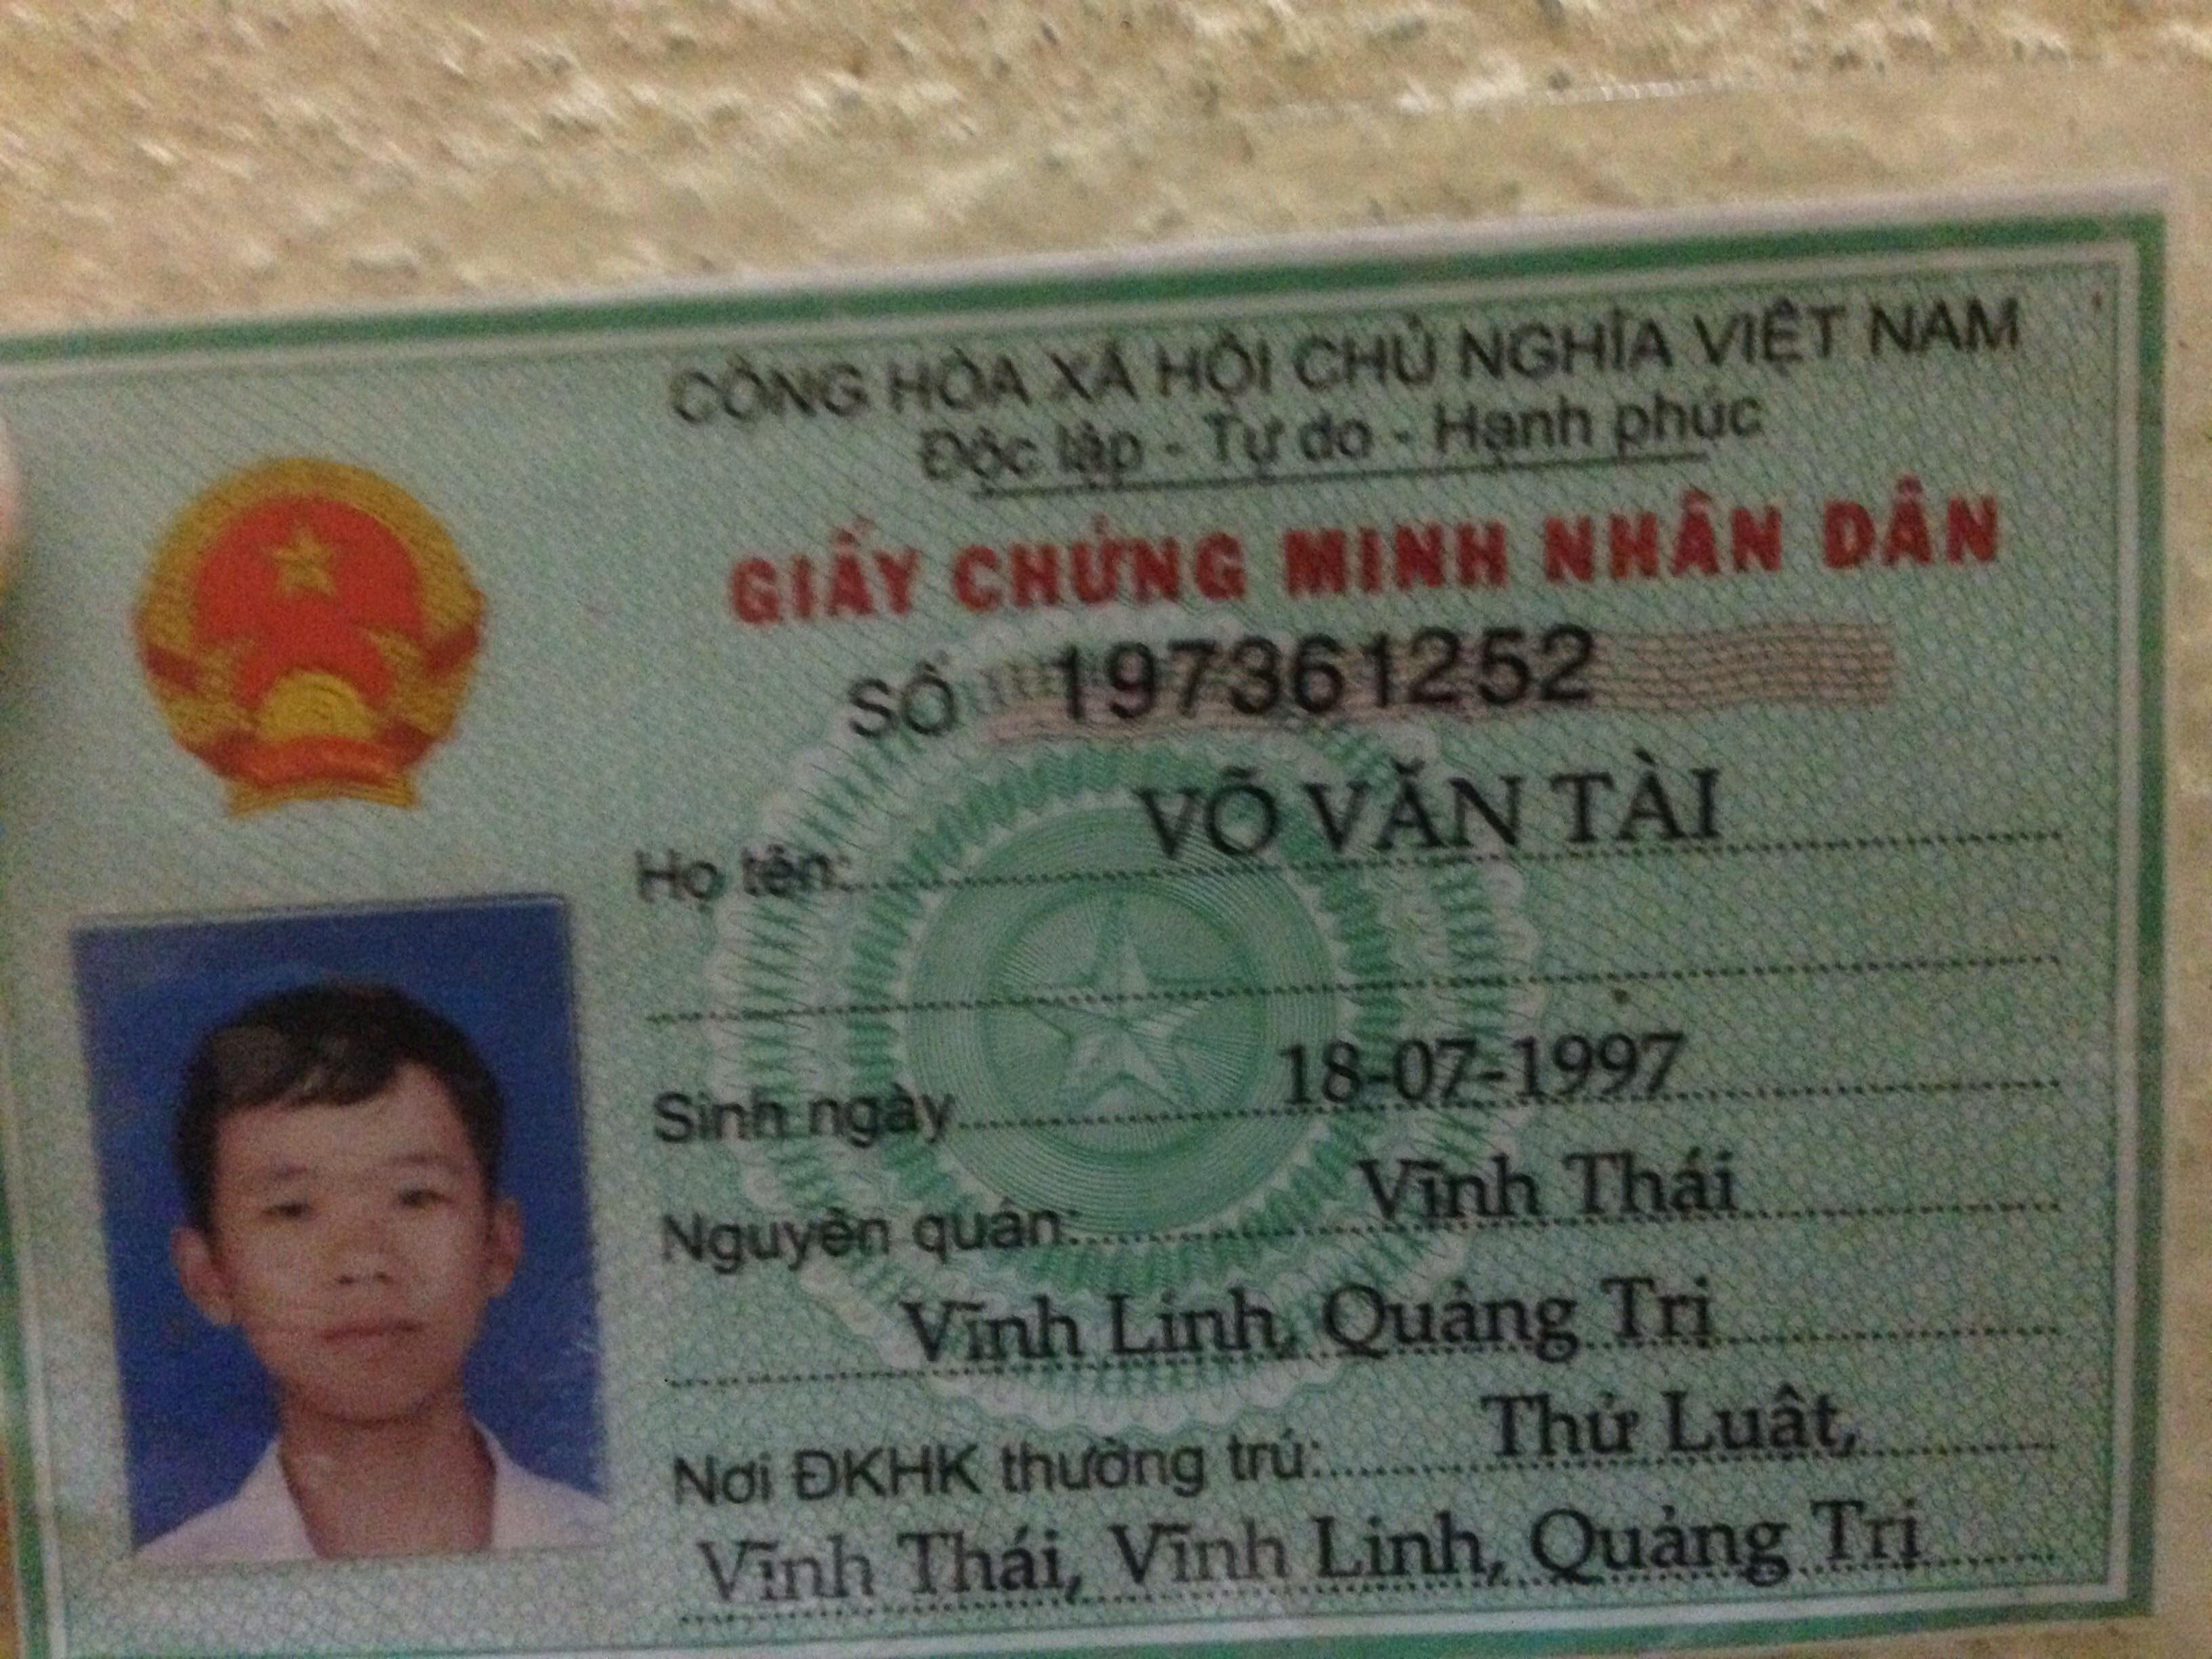 CỘNG HÒA XÃ HỘI CHỦ NGHĨA VIỆT NAM
Độc lập - Tự do - Hạnh phúc
GIẤY CHỨNG MINH NHÂN DÂN
SỐ 197361252
Họ tên: VÕ VĂN TÀI
Sinh ngày 18-07-1997
Nguyên quán: Vĩnh Thái
Vĩnh Linh, Quảng Trị
Nơi ĐKHK thường trú: Thử Luật,
Vĩnh Thái, Vĩnh Linh, Quảng Trị